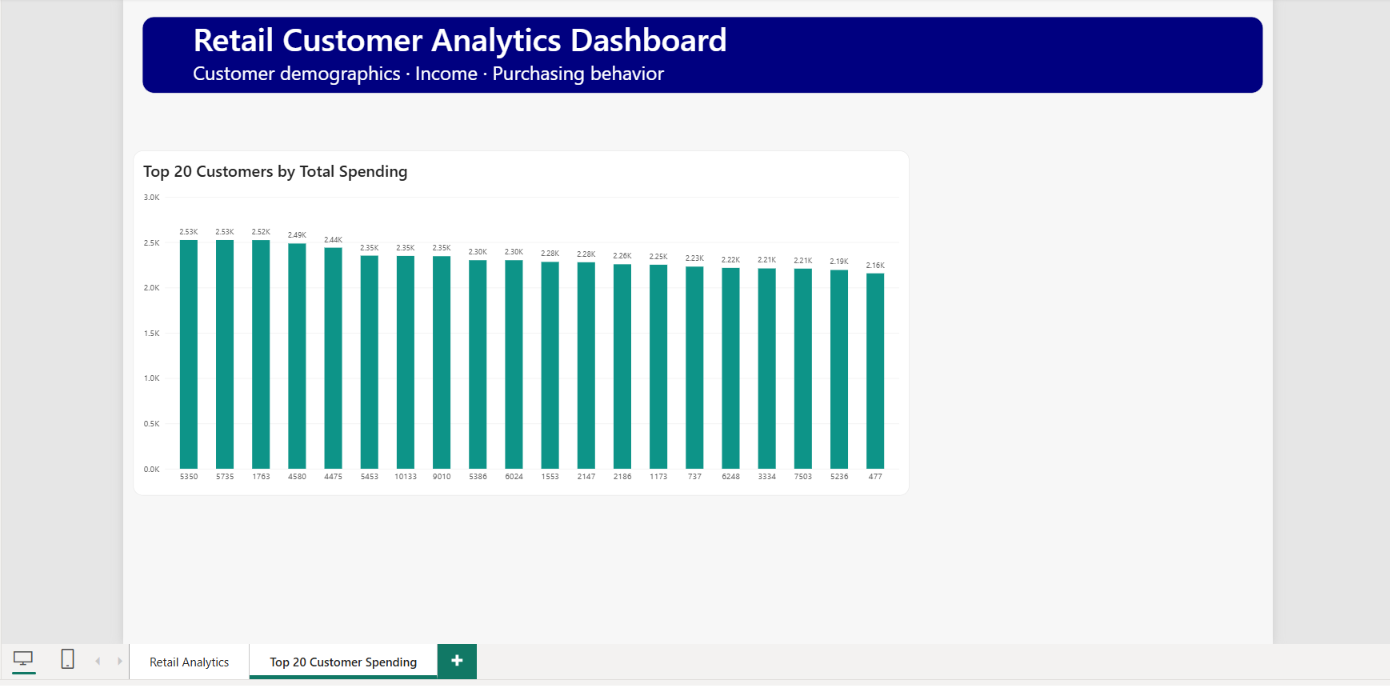 Retail Customer Analytics Dashboard
Customer demographics · Income · Purchasing behavior
Top 20 Customers by Total Spending
3.0K
2.5K
2.0K
1.5K
1.0K
0.5K
0.0K
2.53K 2.53K 2.52K 2.49K 2.44K 2.35K 2.35K 2.35K 2.30K 2.30K 2.28K 2.28K 2.26K 2.25K 2.23K 2.22K 2.21K 2.21K 2.19K 2.16K
5350 5735 1763 4580 4475 5453 10133 9010 5386 6024 1553 2147 2186 1173 737 6248 3334 7503 5236 477
Retail Analytics Top 20 Customer Spending